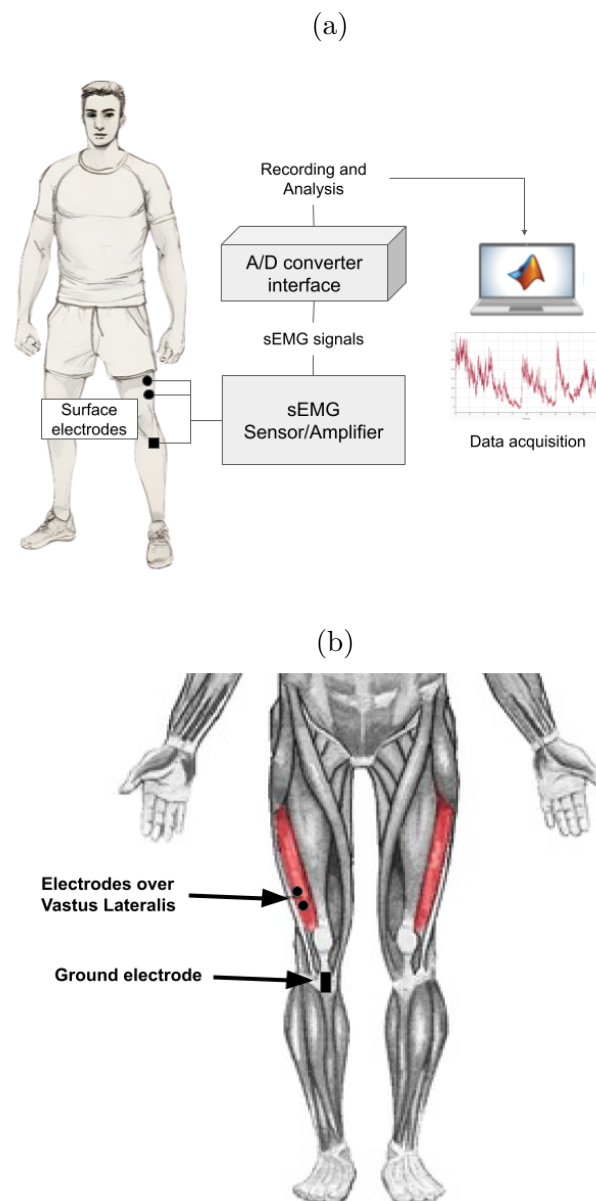 (a)
Recording and
Analysis
A/D converter
interface
sEMG signals
Surface
electrodes
sEMG
Sensor/Amplifier
Data acquisition
(b)
Electrodes over
Vastus Lateralis
Ground electrode